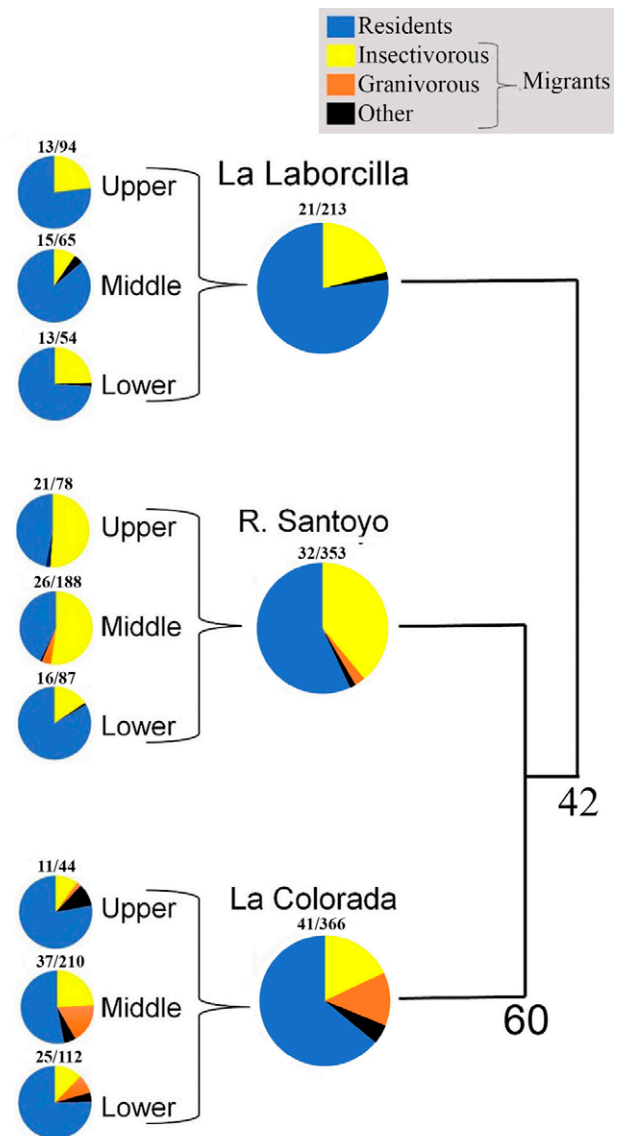 Residents
Insectivorous
Granivorous
Migrants
Other
13/94
Upper
La Laborcilla
21/213
15/65
Middle
13/54
Lower
21/78
Upper
R. Santoyo
32/353
26/188
Middle
16/87
Lower
42
11/44
Upper
La Colorada
41/366
37/210
Middle
60
25/112
Lower